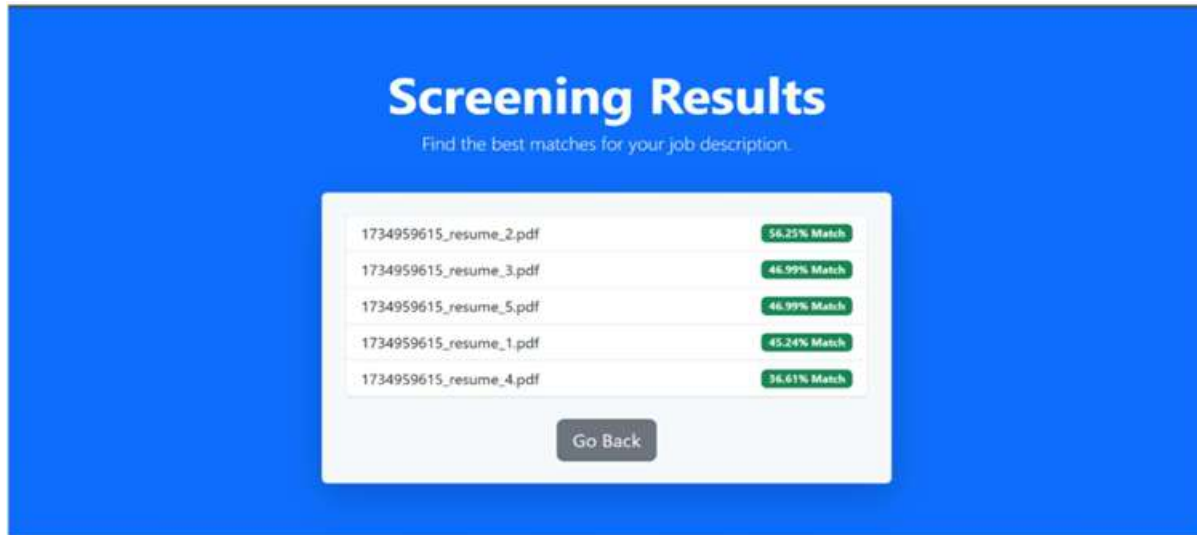 Screening Results
Find the best matches for your job description.
1734959615_resume_2.pdf 56.25% Match
1734959615_resume_3.pdf 46.99% Match
1734959615_resume_5.pdf 46.99% Match
1734959615_resume_1.pdf 45.24% Match
1734959615_resume_4.pdf 36.61% Match
Go Back